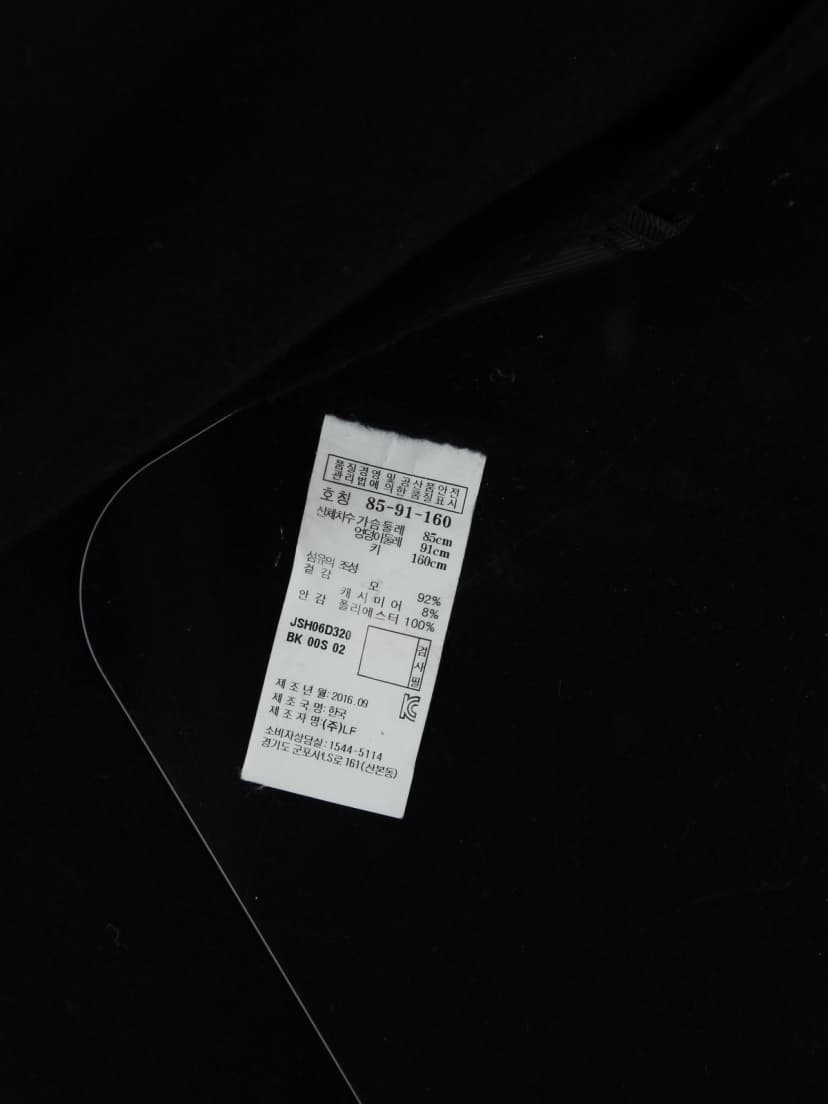 품질경영 및 공산품안전
관리법에 의한 품질표시
호칭 85-91-160
신체치수 가슴둘레 85cm
엉덩이둘레 91cm
키 160cm
섬유의 조성
겉감 모 92%
캐시미어 8%
안감 폴리에스터 100%
JSH06D320
BK 00S 02
검사필
제조년월:2016.09
제조국명:한국
제조자명:(주)LF
소비자상담실:1544-5114
경기도 군포시LS로 161(산본동)